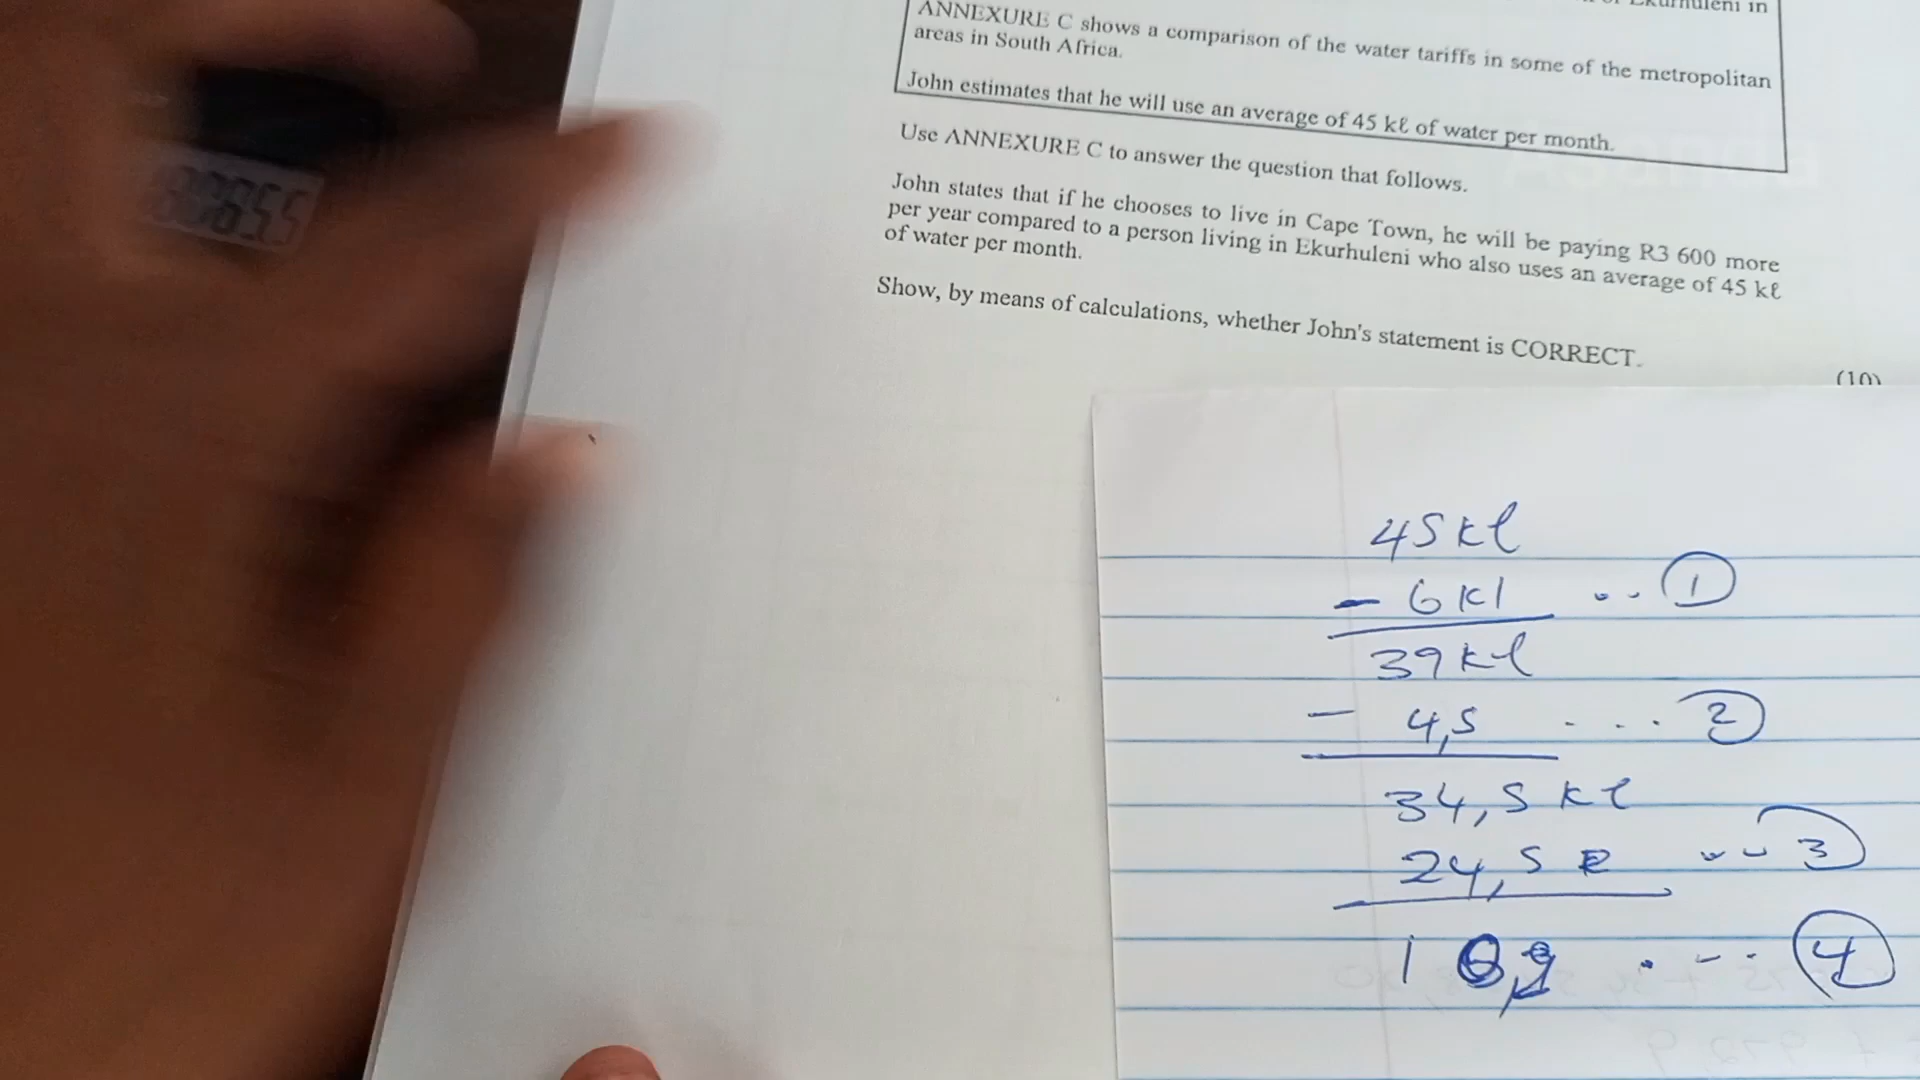 Ekurhuleni in
ANNEXURE C shows a comparison of the water tariffs in some of the metropolitan
areas in South Africa.
John estimates that he will use an average of 45 kℓ of water per month.
Use ANNEXURE C to answer the question that follows.
John states that if he chooses to live in Cape Town, he will be paying R3 600 more
per year compared to a person living in Ekurhuleni who also uses an average of 45 kℓ
of water per month.
Show, by means of calculations, whether John's statement is CORRECT.
(10)
45 kl
- 6 kl .. 1
39 kl
- 4,5 ... 2
34,5 kl
24,5 .. 3
10 ... 4